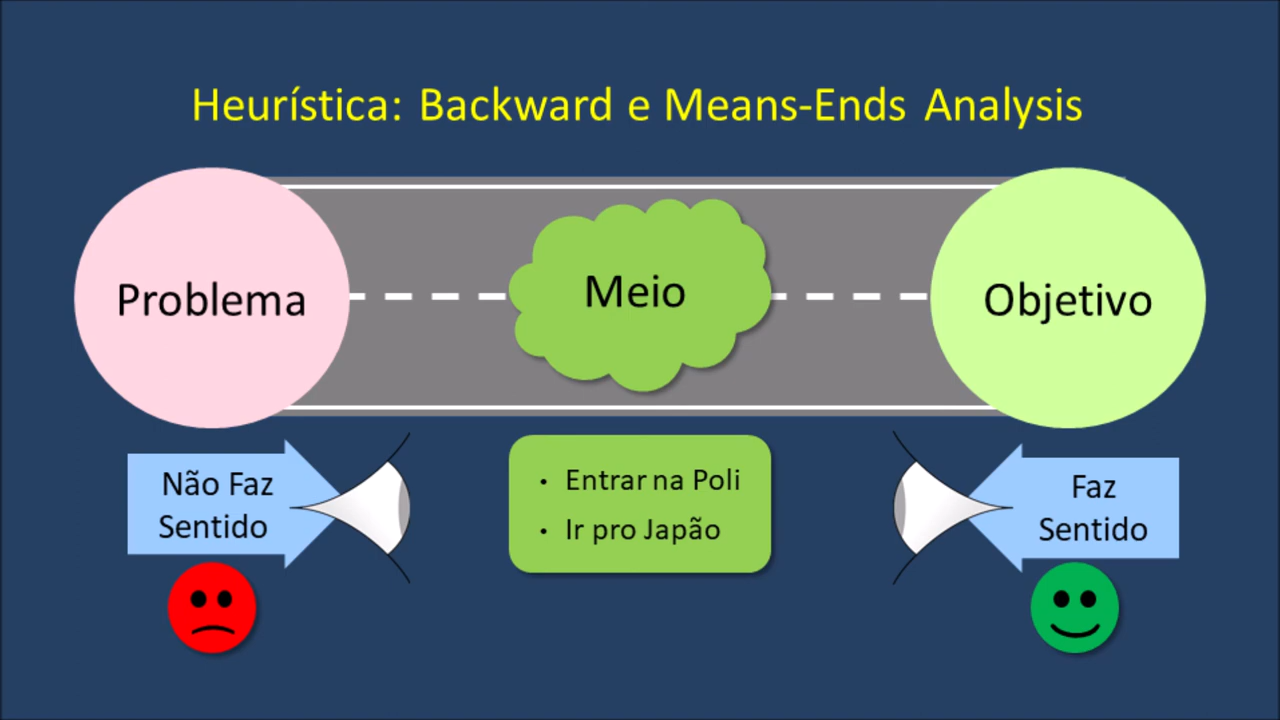 Heurística: Backward e Means-Ends Analysis
Problema
Meio
Objetivo
Não Faz
Sentido
• Entrar na Poli
• Ir pro Japão
Faz
Sentido